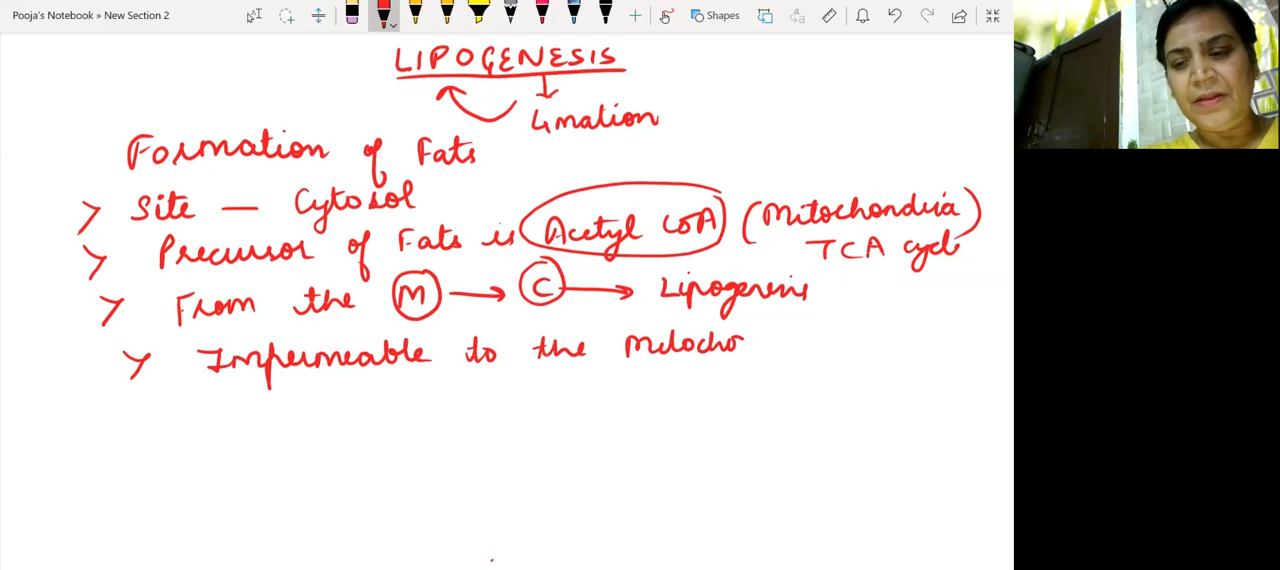 Pooja's Notebook » New Section 2
Shapes
LIPOGENESIS
Formation of Fats
> Site — Cytosol
> Precursor of Fats is Acetyl COA (Mitochondria)
TCA cycle
> From the M → C → Lipogenesis
> Impermeable to the mitocho